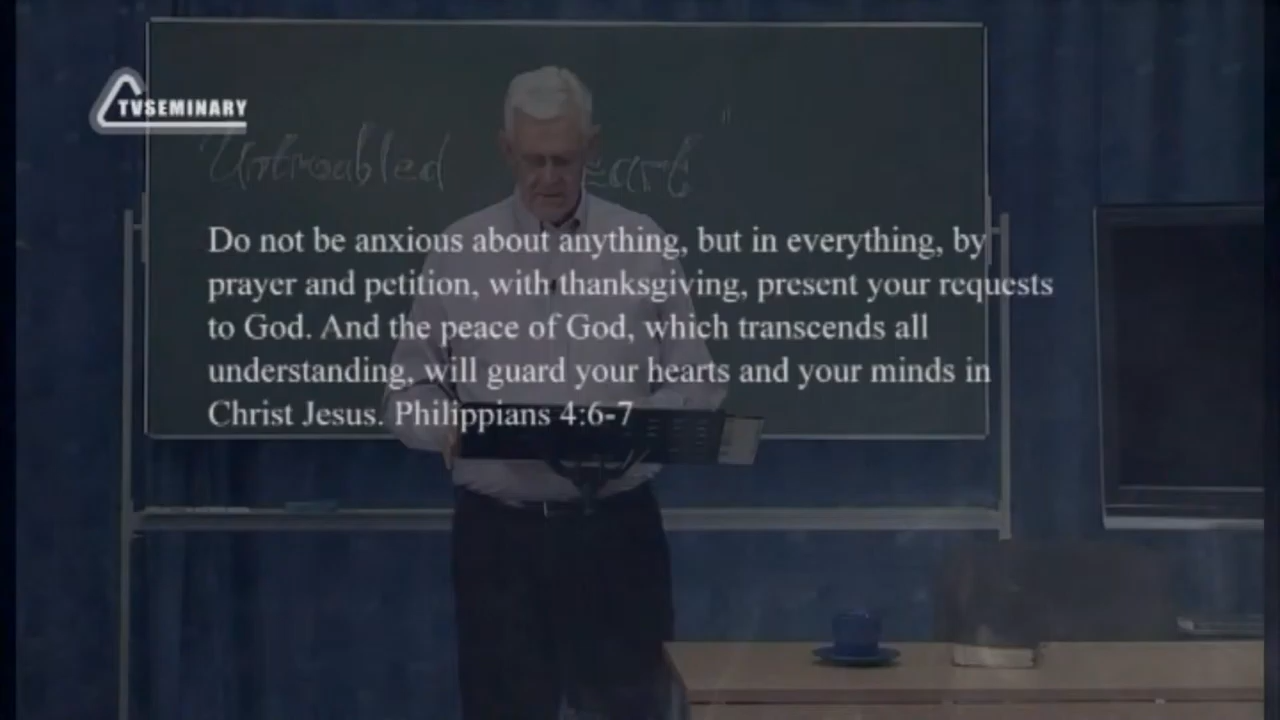 TVSEMINARY
Untroubled
Do not be anxious about anything, but in everything, by
prayer and petition, with thanksgiving, present your requests
to God. And the peace of God, which transcends all
understanding, will guard your hearts and your minds in
Christ Jesus. Philippians 4:6-7